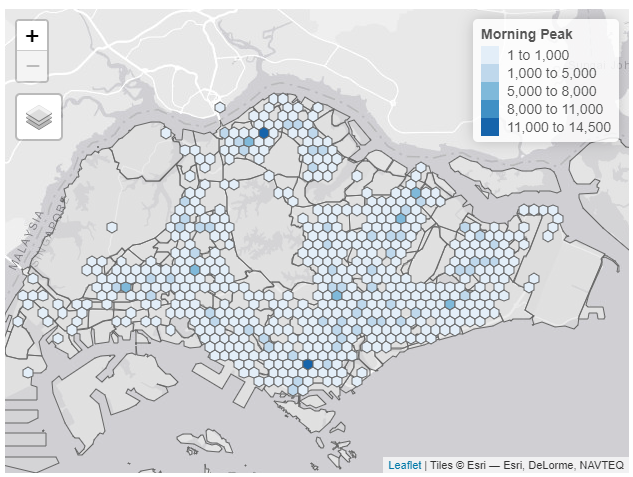 +
−
Morning Peak
1 to 1,000
1,000 to 5,000
5,000 to 8,000
8,000 to 11,000
11,000 to 14,500
MALAYSIA
SINGAPORE
Leaflet | Tiles © Esri — Esri, DeLorme, NAVTEQ